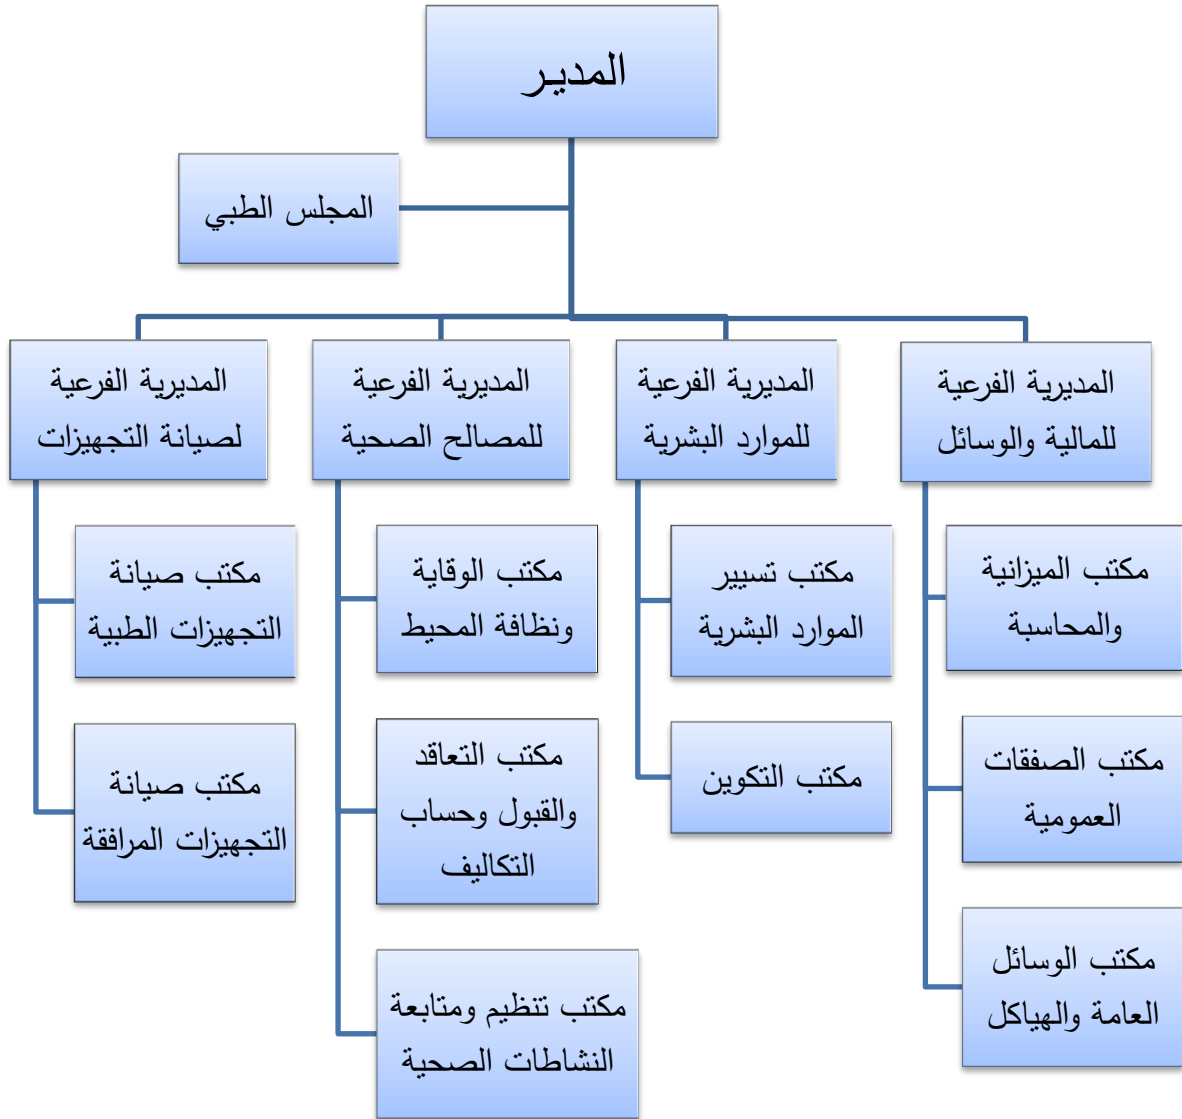 المدير
المجلس الطبي
المديرية الفرعية
للمالية والوسائل
مكتب الميزانية
والمحاسبة
مكتب الصفقات
العمومية
مكتب الوسائل
العامة والهياكل
المديرية الفرعية
للموارد البشرية
مكتب تسيير
الموارد البشرية
مكتب التكوين
المديرية الفرعية
للمصالح الصحية
مكتب الوقاية
ونظافة المحيط
مكتب التعاقد
والقبول وحساب
التكاليف
مكتب تنظيم ومتابعة
النشاطات الصحية
المديرية الفرعية
لصيانة التجهيزات
مكتب صيانة
التجهيزات الطبية
مكتب صيانة
التجهيزات المرافقة